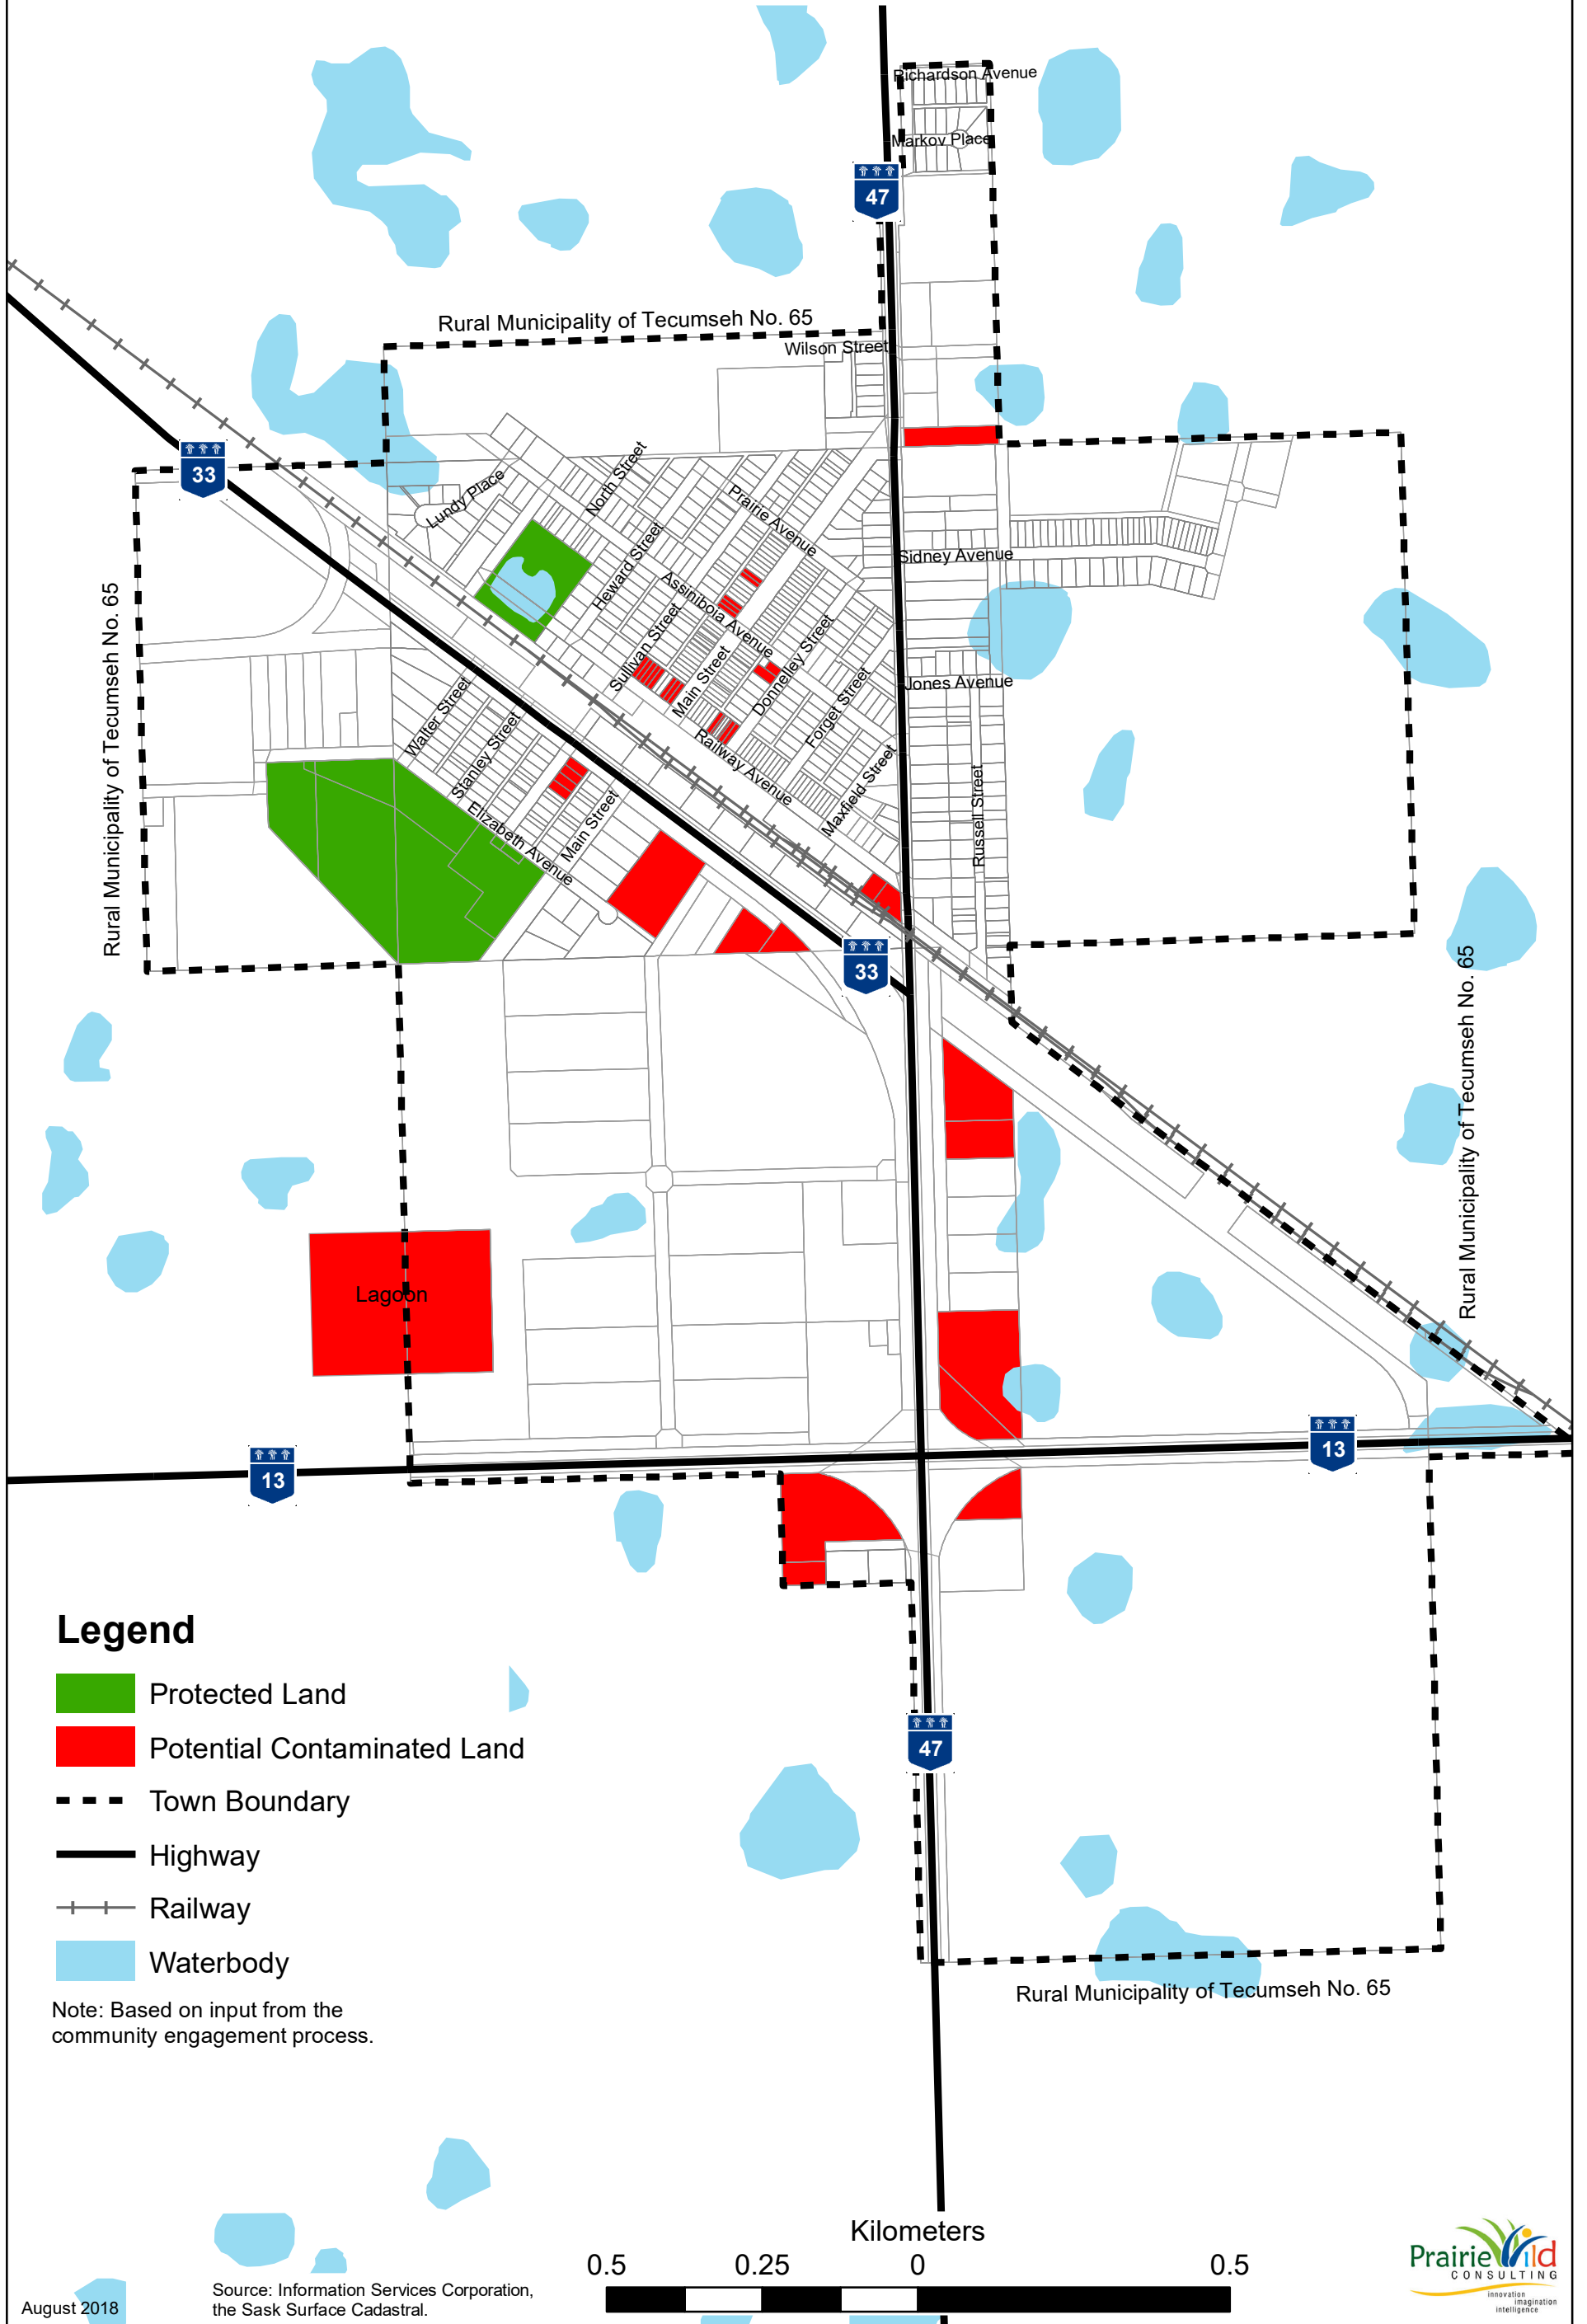 Richardson Avenue
Markov Place
47
Rural Municipality of Tecumseh No. 65
Wilson Street
33
North Street
Lundy Place
Prairie Avenue
Heward Street
Sidney Avenue
Assiniboia Avenue
Sullivan Street
Main Street
Donnelley Street
Forget Street
Jones Avenue
Rural Municipality of Tecumseh No. 65
Walter Street
Stanley Street
Railway Avenue
Maxfield Street
Russell Street
Elizabeth Avenue
Main Street
33
Rural Municipality of Tecumseh No. 65
Lagoon
13
13
47
Legend
Protected Land
Potential Contaminated Land
Town Boundary
Highway
Railway
Waterbody
Note: Based on input from the
community engagement process.
Rural Municipality of Tecumseh No. 65
Kilometers
0.5 0.25 0 0.5
August 2018
Source: Information Services Corporation,
the Sask Surface Cadastral.
PrairieWild
CONSULTING
innovation
imagination
intelligence